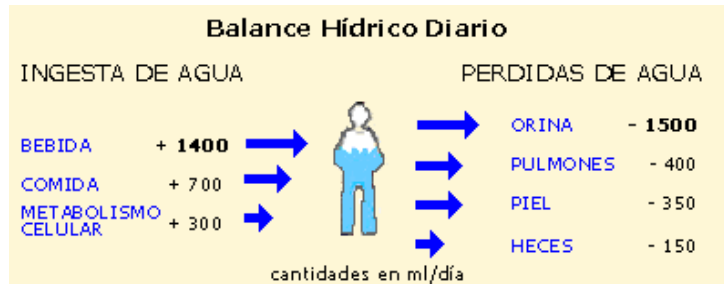 Balance Hídrico Diario
INGESTA DE AGUA
BEBIDA + 1400
COMIDA + 700
METABOLISMO
CELULAR + 300
PERDIDAS DE AGUA
ORINA - 1500
PULMONES - 400
PIEL - 350
HECES - 150
cantidades en ml/día